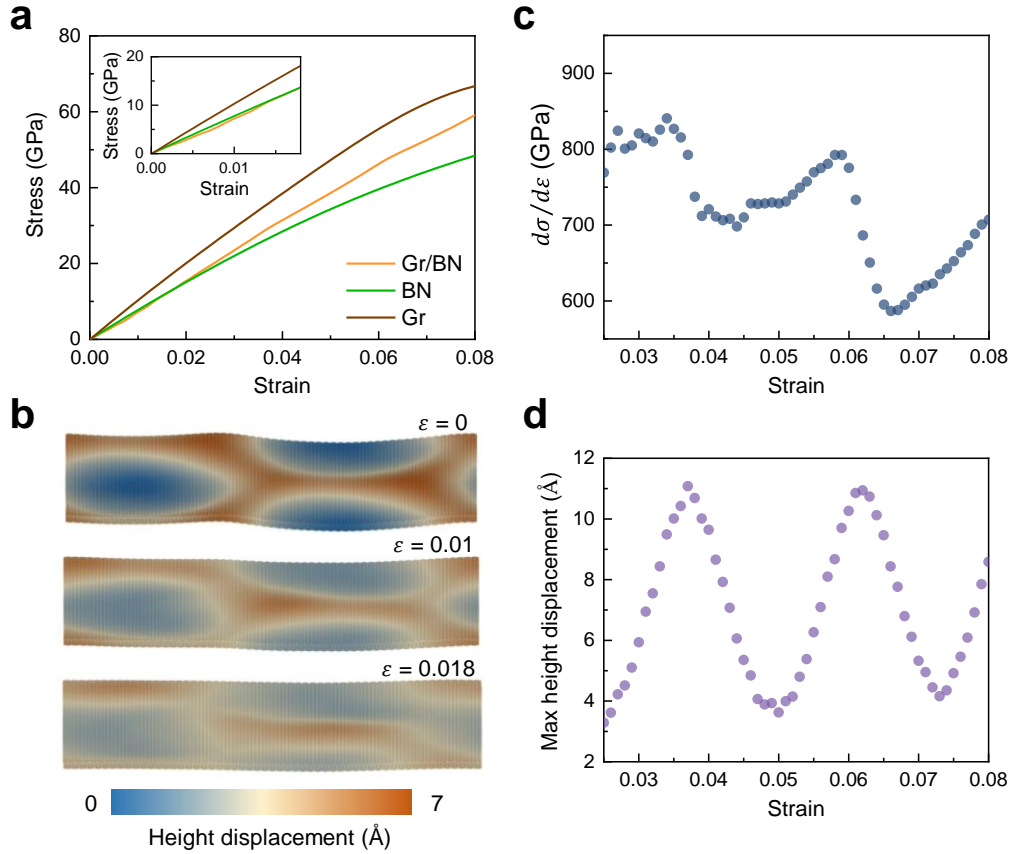 a
80
60
40
20
0
Stress (GPa)
0.00
0.02
0.04
0.06
0.08
Strain
20
10
0
Stress (GPa)
0.00
0.01
Strain
Gr/BN
BN
Gr
b
ε = 0
ε = 0.01
ε = 0.018
0
7
Height displacement (Å)
c
900
800
700
600
dσ/dε (GPa)
0.03
0.04
0.05
0.06
0.07
0.08
Strain
d
12
10
8
6
4
2
Max height displacement (Å)
0.03
0.04
0.05
0.06
0.07
0.08
Strain